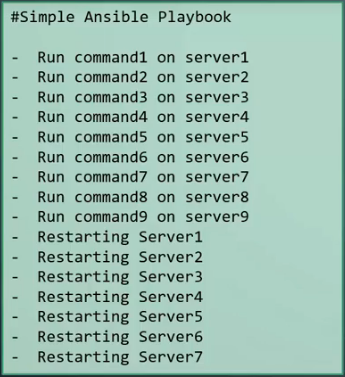 #Simple Ansible Playbook
- Run command1 on server1
- Run command2 on server2
- Run command3 on server3
- Run command4 on server4
- Run command5 on server5
- Run command6 on server6
- Run command7 on server7
- Run command8 on server8
- Run command9 on server9
- Restarting Server1
- Restarting Server2
- Restarting Server3
- Restarting Server4
- Restarting Server5
- Restarting Server6
- Restarting Server7